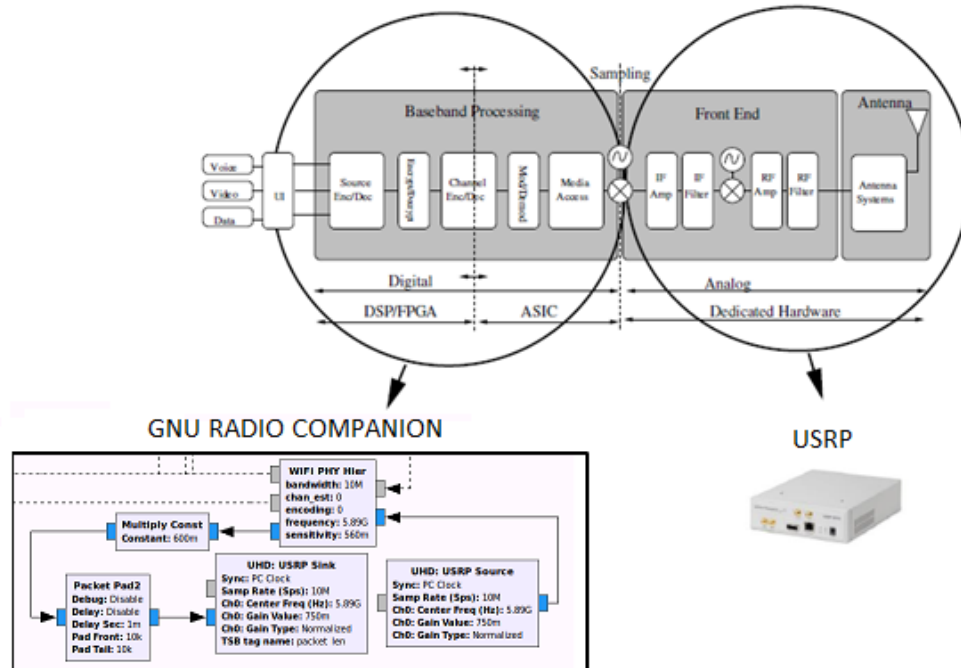 Sampling
Baseband Processing
Front End
Antenna
Voice
Video
Data
UI
Source
Enc/Dec
Encrypt/Decrypt
Channel
Enc/Dec
Mod/Demod
Media
Access
IF
Amp
IF
Filter
RF
Amp
RF
Filter
Antenna
Systems
Digital
Analog
DSP/FPGA
ASIC
Dedicated Hardware
GNU RADIO COMPANION
USRP
WIFI PHY Hier
bandwidth: 10M
chan_est: 0
encoding: 0
frequency: 5.89G
sensitivity: 560m
Multiply Const
Constant: 600m
Packet Pad2
Debug: Disable
Delay: Disable
Delay Sec: 1m
Pad Front: 10k
Pad Tail: 10k
UHD: USRP Sink
Sync: PC Clock
Samp Rate (Sps): 10M
Ch0: Center Freq (Hz): 5.89G
Ch0: Gain Value: 750m
Ch0: Gain Type: Normalized
TSB tag name: packet_len
UHD: USRP Source
Sync: PC Clock
Samp Rate (Sps): 10M
Ch0: Center Freq (Hz): 5.89G
Ch0: Gain Value: 750m
Ch0: Gain Type: Normalized